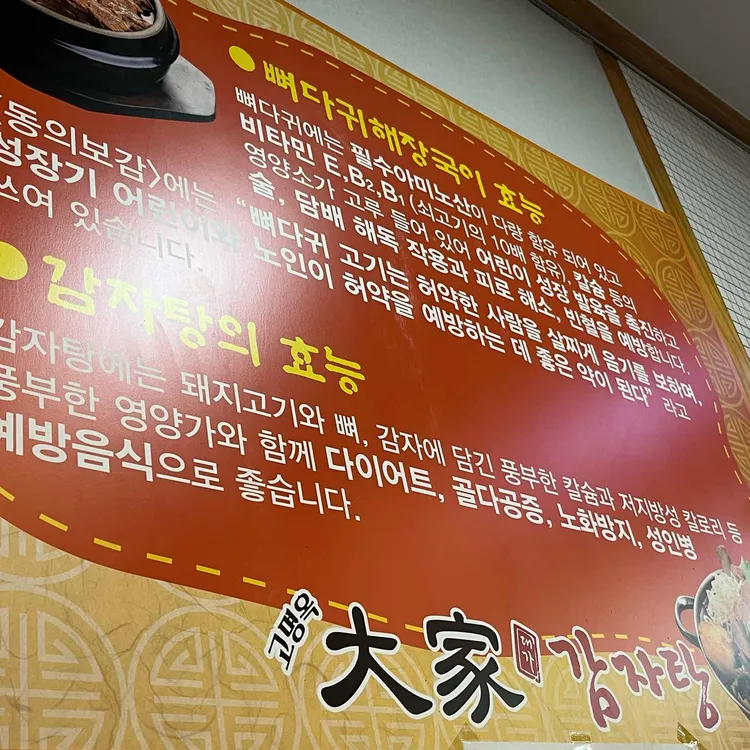 뼈다귀해장국이 효능
뼈다귀에는 필수아미노산이 다량 함유 되어 있고
비타민 E,B2,B1 (쇠고기의 10배 함유), 칼슘 등의
영양소가 고루 들어 있어 어린이 성장 발육을 촉진하고
술, 담배 해독 작용과 피로 해소, 빈혈을 예방합니다.
동의보감>에는 "뼈다귀 고기는 허약한 사람을 살찌게 음기를 보하며,
성장기 어린이와 노인이 허약을 예방하는 데 좋은 약이 된다" 라고
쓰여 있습니다.
감자탕의 효능
감자탕에는 돼지고기와 뼈, 감자에 담긴 풍부한 칼슘과 저지방성 칼로리 등
풍부한 영양가와 함께 다이어트, 골다공증, 노화방지, 성인병
예방음식으로 좋습니다.
大家 감자탕